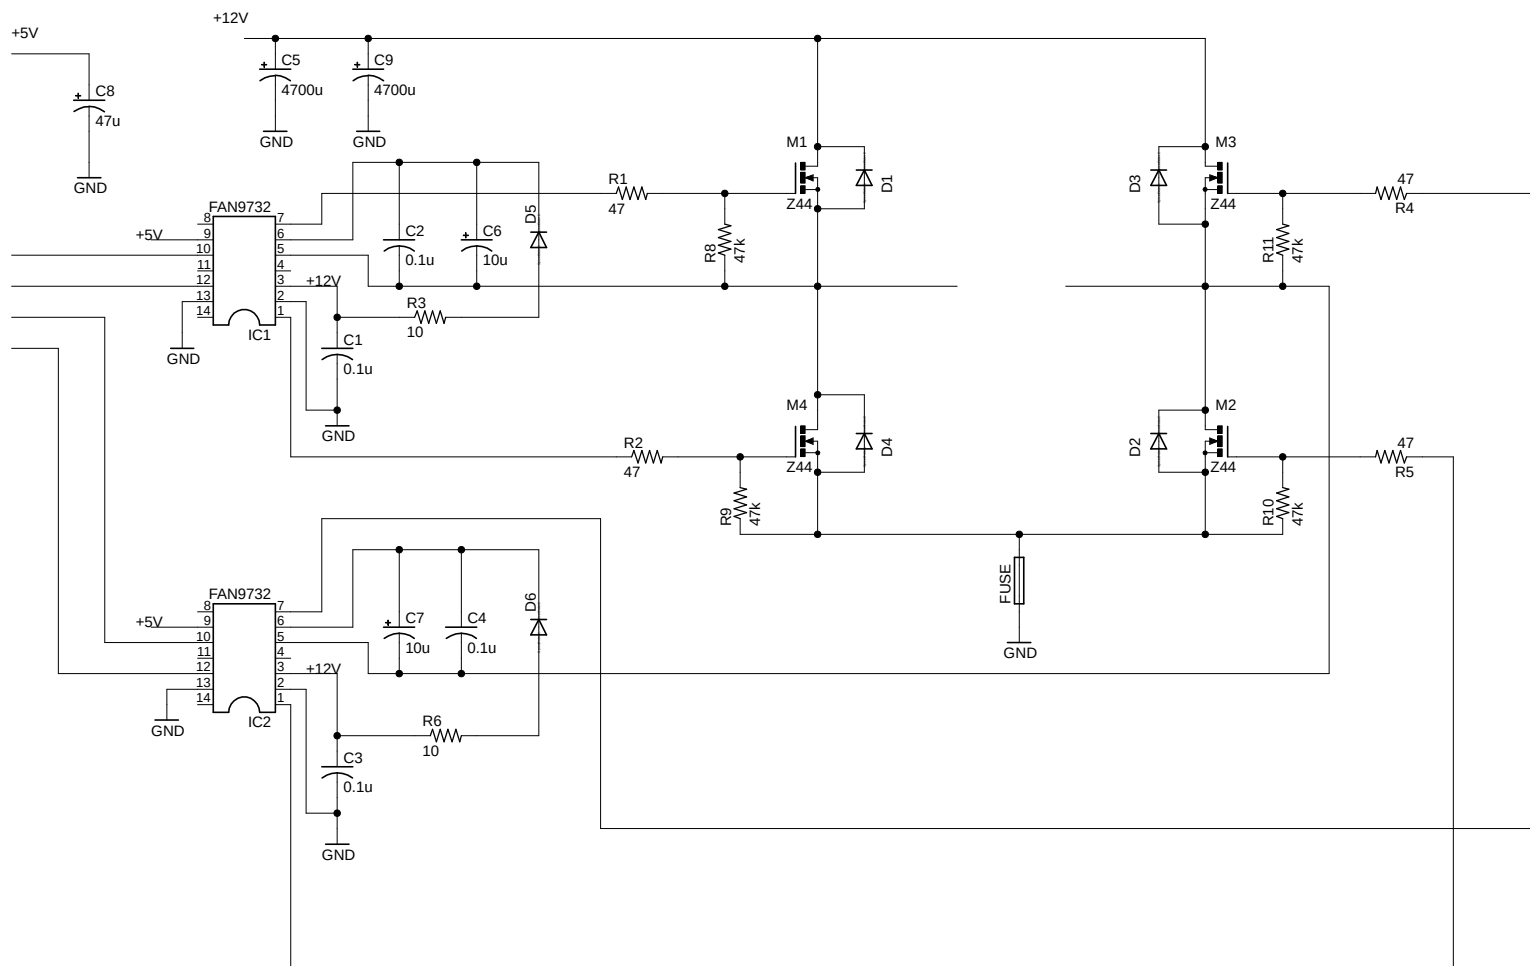 +12V
+5V
C5
4700u
C9
4700u
C8
47u
GND
GND
GND
M1
M3
R1
47
D1
Z44
D3
Z44
47
R4
FAN9732
8
9
10
11
12
13
14
7
6
5
4
3
2
1
+5V
+12V
IC1
GND
C2
0.1u
C6
10u
D5
R8
47k
R11
47k
R3
10
C1
0.1u
GND
M4
M2
R2
47
D4
Z44
D2
Z44
47
R5
R9
47k
R10
47k
FUSE
GND
FAN9732
8
9
10
11
12
13
14
7
6
5
4
3
2
1
+5V
+12V
IC2
GND
C7
10u
C4
0.1u
D6
R6
10
C3
0.1u
GND